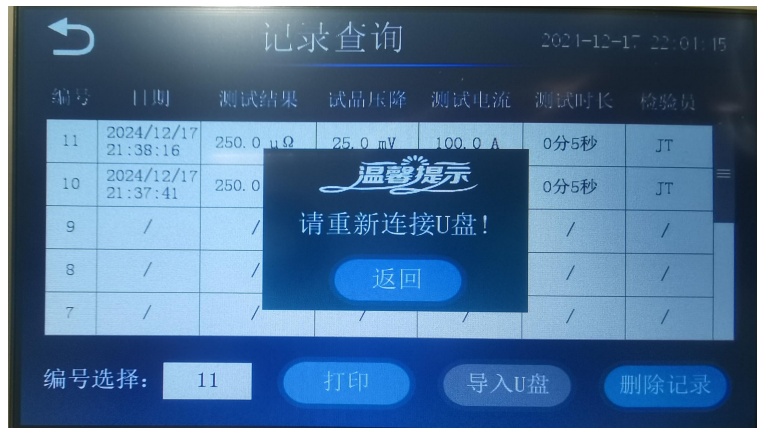 记录查询
2021-12-17 22:01:15
编号 日期 测试结果 试品压降 测试电流 测试时长 检验员
11 2024/12/17 21:38:16 250.0 uΩ 25.0 mV 100.0 A 0分5秒 JT
10 2024/12/17 21:37:41 250.0 0分5秒 JT
温馨提示
请重新连接U盘!
返回
9 / / / /
8 / / / /
7 / / / / / /
编号选择: 11 打印 导入U盘 删除记录